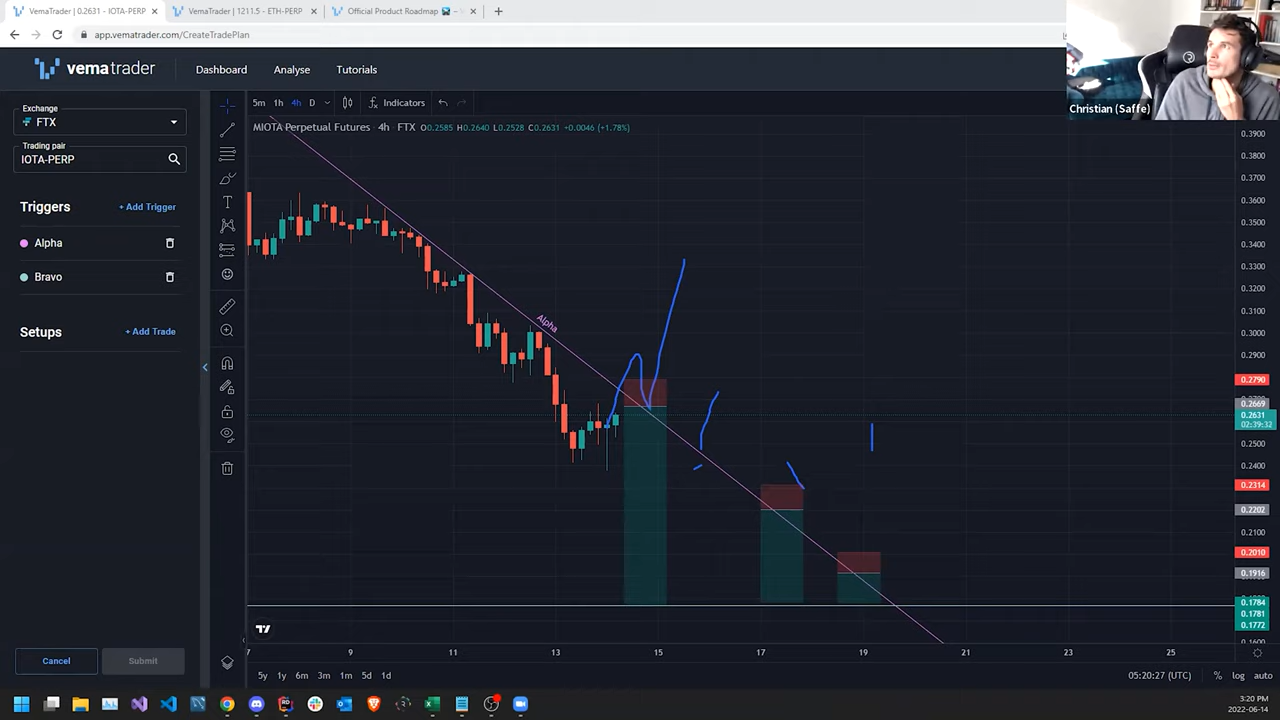 VemaTrader | 0.2631 - IOTA-PERP
VemaTrader | 1211.5 - ETH-PERP
Official Product Roadmap
app.vematrader.com/CreateTradePlan
Christian (Saffe)
vematrader
Dashboard
Analyse
Tutorials
Exchange
FTX
Trading pair
IOTA-PERP
Triggers
+ Add Trigger
Alpha
Bravo
Setups
+ Add Trade
Cancel
Submit
5m 1h 4h D Indicators
MIOTA Perpetual Futures · 4h · FTX O0.2585 H0.2640 L0.2528 C0.2631 +0.0046 (+1.78%)
Alpha
0.3900
0.3800
0.3700
0.3600
0.3500
0.3400
0.3300
0.3200
0.3100
0.3000
0.2900
0.2790
0.2669
0.2631
02:39:32
0.2500
0.2400
0.2314
0.2202
0.2100
0.2010
0.1916
0.1784
0.1781
0.1772
0.1600
7 9 11 13 15 17 19 21 23 25
5y 1y 6m 3m 1m 5d 1d
05:20:27 (UTC) % log auto
3:20 PM
2022-06-14